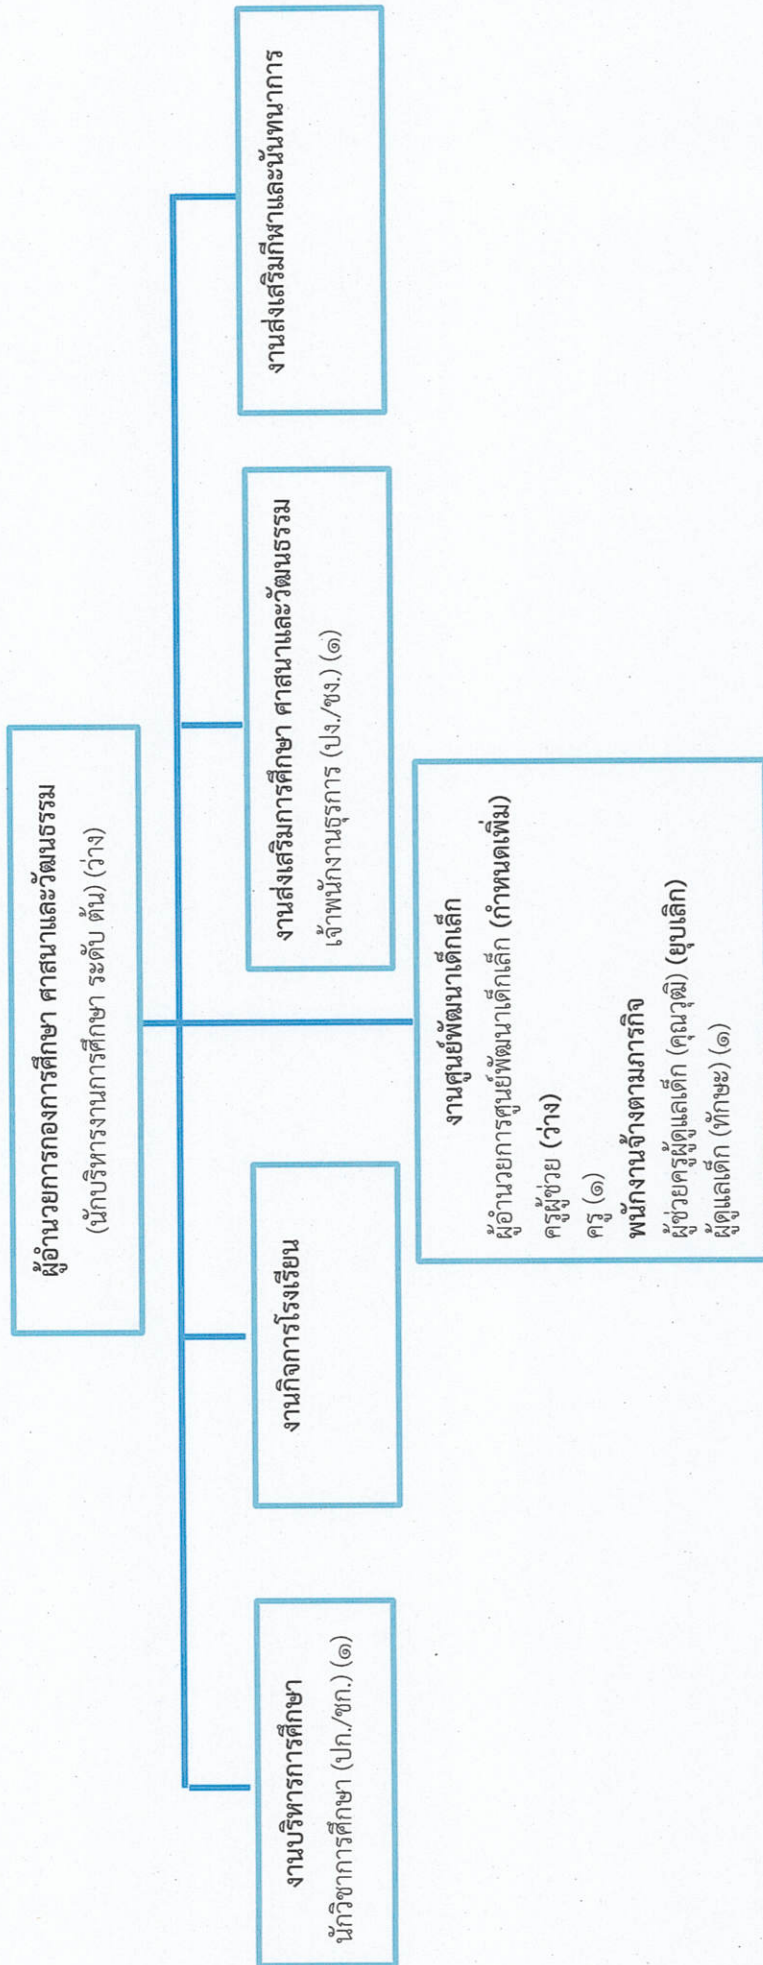 ผู้อำนวยการกองการศึกษา ศาสนาและวัฒนธรรม
(นักบริหารงานการศึกษา ระดับ ต้น) (ว่าง)
งานบริหารการศึกษา
นักวิชาการศึกษา (ปก./ชก.) (๑)
งานกิจการโรงเรียน
งานส่งเสริมการศึกษา ศาสนาและวัฒนธรรม
เจ้าพนักงานธุรการ (ปง./ชง.) (๑)
งานส่งเสริมกีฬาและนันทนาการ
งานศูนย์พัฒนาเด็กเล็ก
ผู้อำนวยการศูนย์พัฒนาเด็กเล็ก (กำหนดเพิ่ม)
ครูผู้ช่วย (ว่าง)
ครู (๑)
พนักงานจ้างตามภารกิจ
ผู้ช่วยครูผู้ดูแลเด็ก (คุณวุฒิ) (ยุบเลิก)
ผู้ดูแลเด็ก (ทักษะ) (๑)